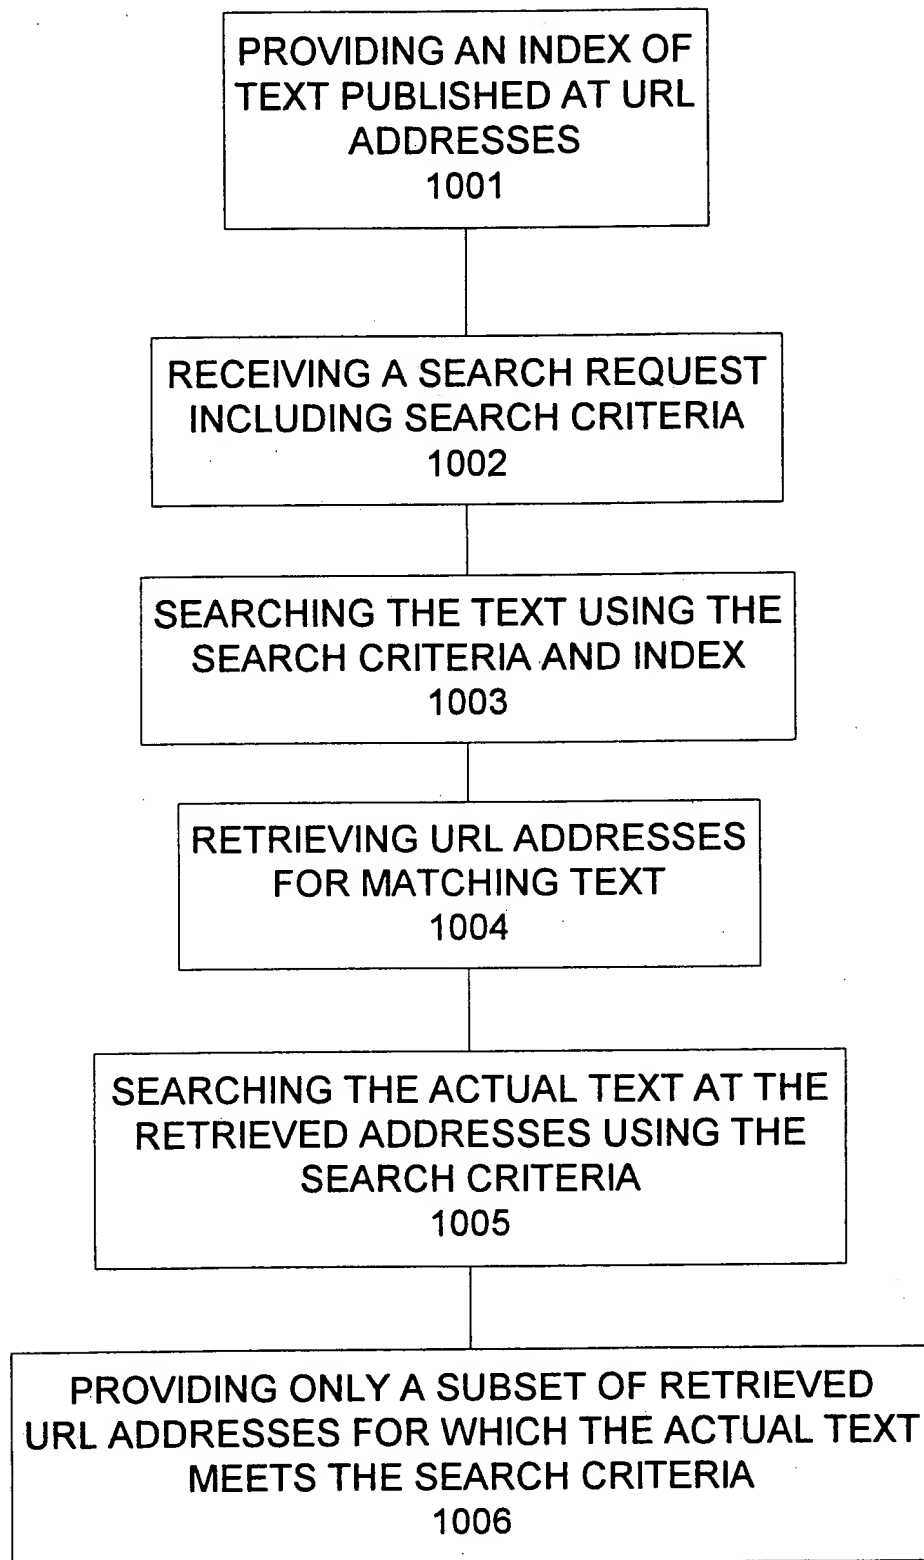 PROVIDING AN INDEX OF
TEXT PUBLISHED AT URL
ADDRESSES
1001
RECEIVING A SEARCH REQUEST
INCLUDING SEARCH CRITERIA
1002
SEARCHING THE TEXT USING THE
SEARCH CRITERIA AND INDEX
1003
RETRIEVING URL ADDRESSES
FOR MATCHING TEXT
1004
SEARCHING THE ACTUAL TEXT AT THE
RETRIEVED ADDRESSES USING THE
SEARCH CRITERIA
1005
PROVIDING ONLY A SUBSET OF RETRIEVED
URL ADDRESSES FOR WHICH THE ACTUAL TEXT
MEETS THE SEARCH CRITERIA
1006